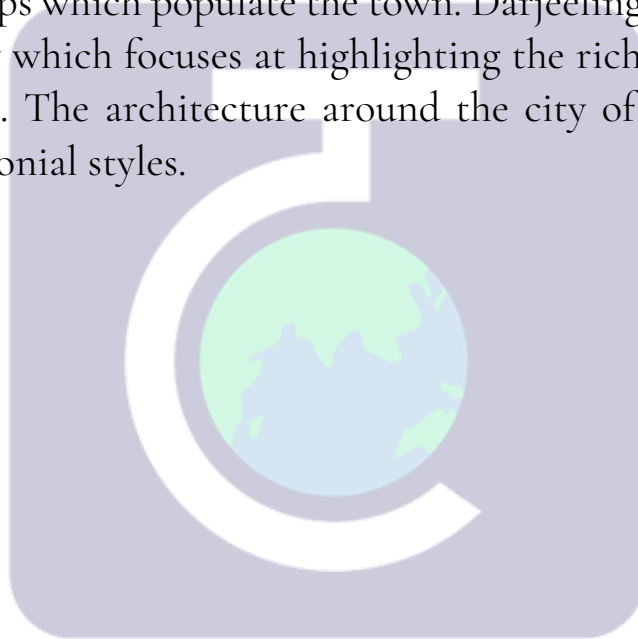 ps which populate the town. Darjeeling
which focuses at highlighting the rich
. The architecture around the city of
onial styles.